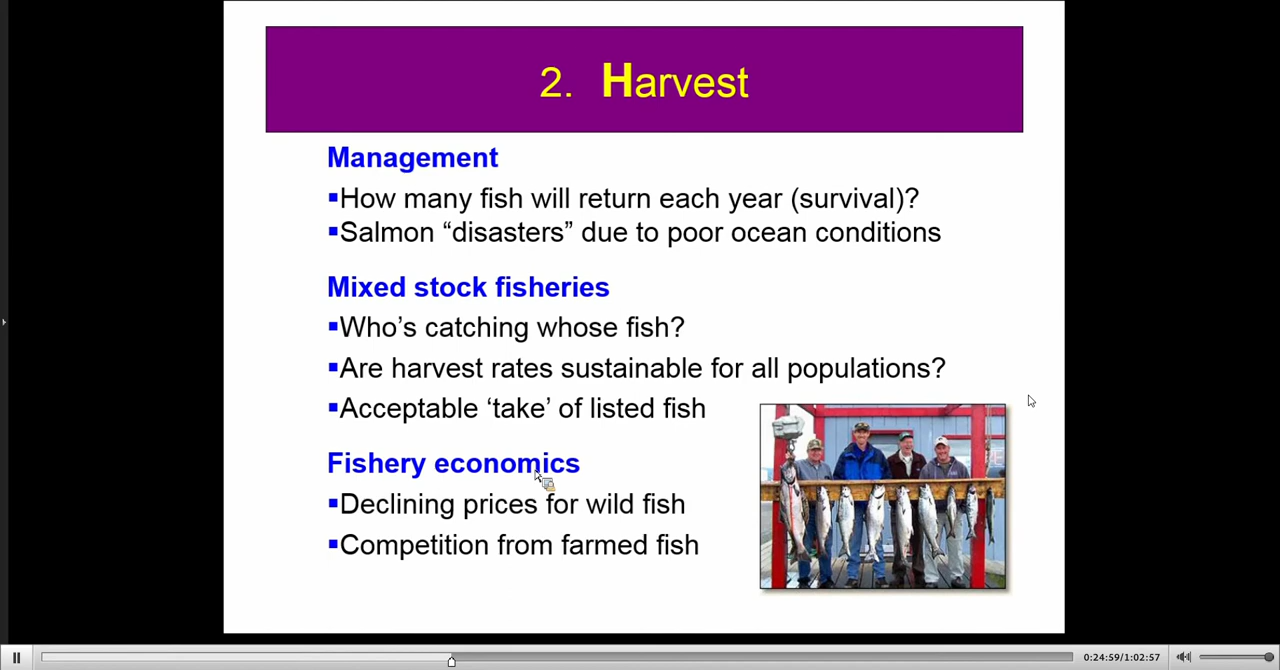 2. Harvest
Management
▪How many fish will return each year (survival)?
▪Salmon “disasters” due to poor ocean conditions
Mixed stock fisheries
▪Who’s catching whose fish?
▪Are harvest rates sustainable for all populations?
▪Acceptable ‘take’ of listed fish
Fishery economics
▪Declining prices for wild fish
▪Competition from farmed fish
0:24:59/1:02:57